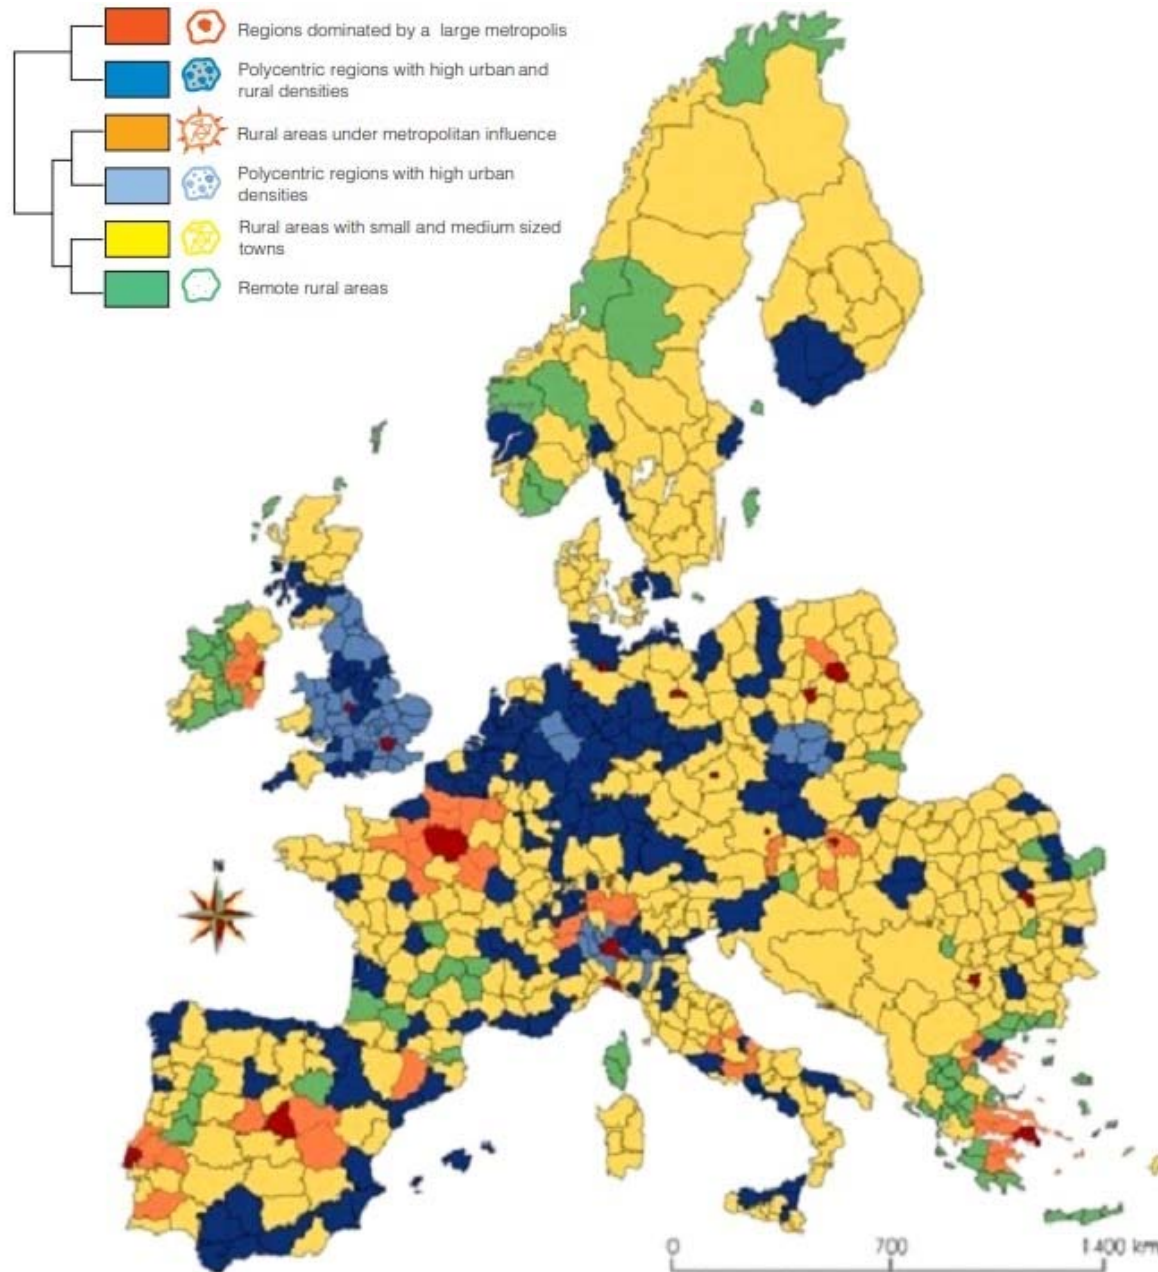 Regions dominated by a large metropolis
Polycentric regions with high urban and
rural densities
Rural areas under metropolitan influence
Polycentric regions with high urban
densities
Rural areas with small and medium sized
towns
Remote rural areas
N
0 700 1400 km